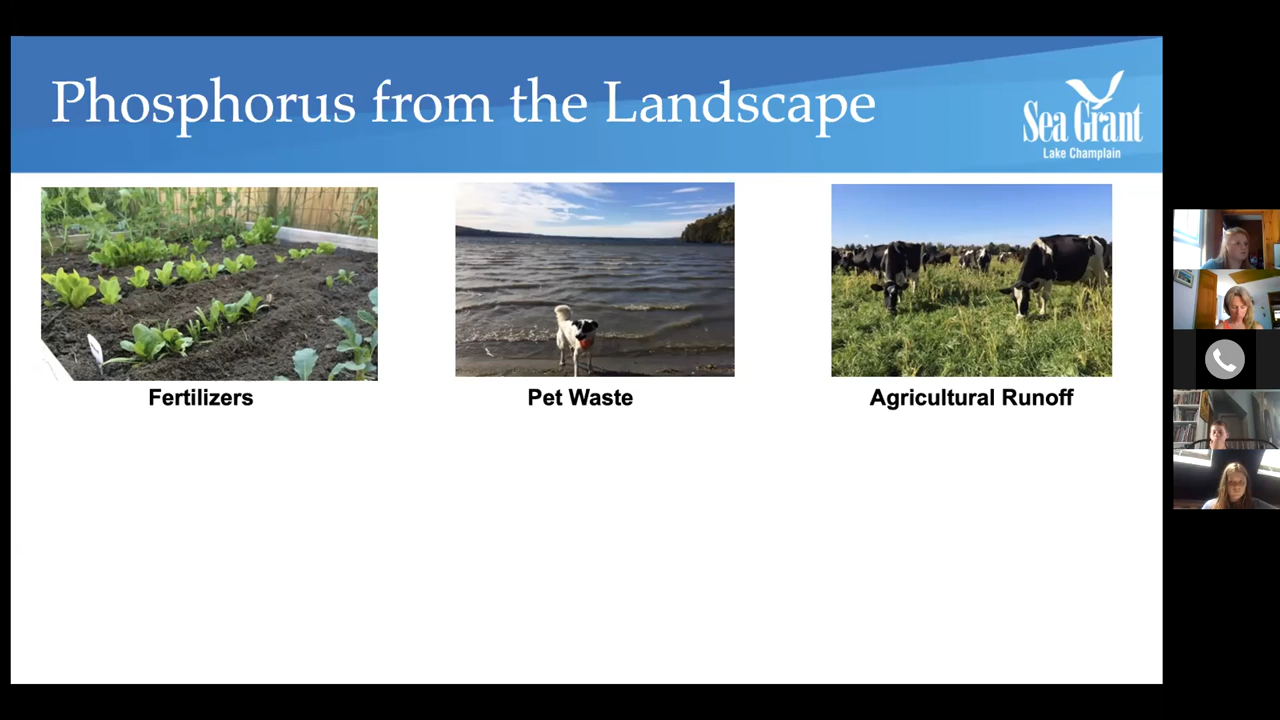 Phosphorus from the Landscape
Sea Grant
Lake Champlain
Fertilizers
Pet Waste
Agricultural Runoff